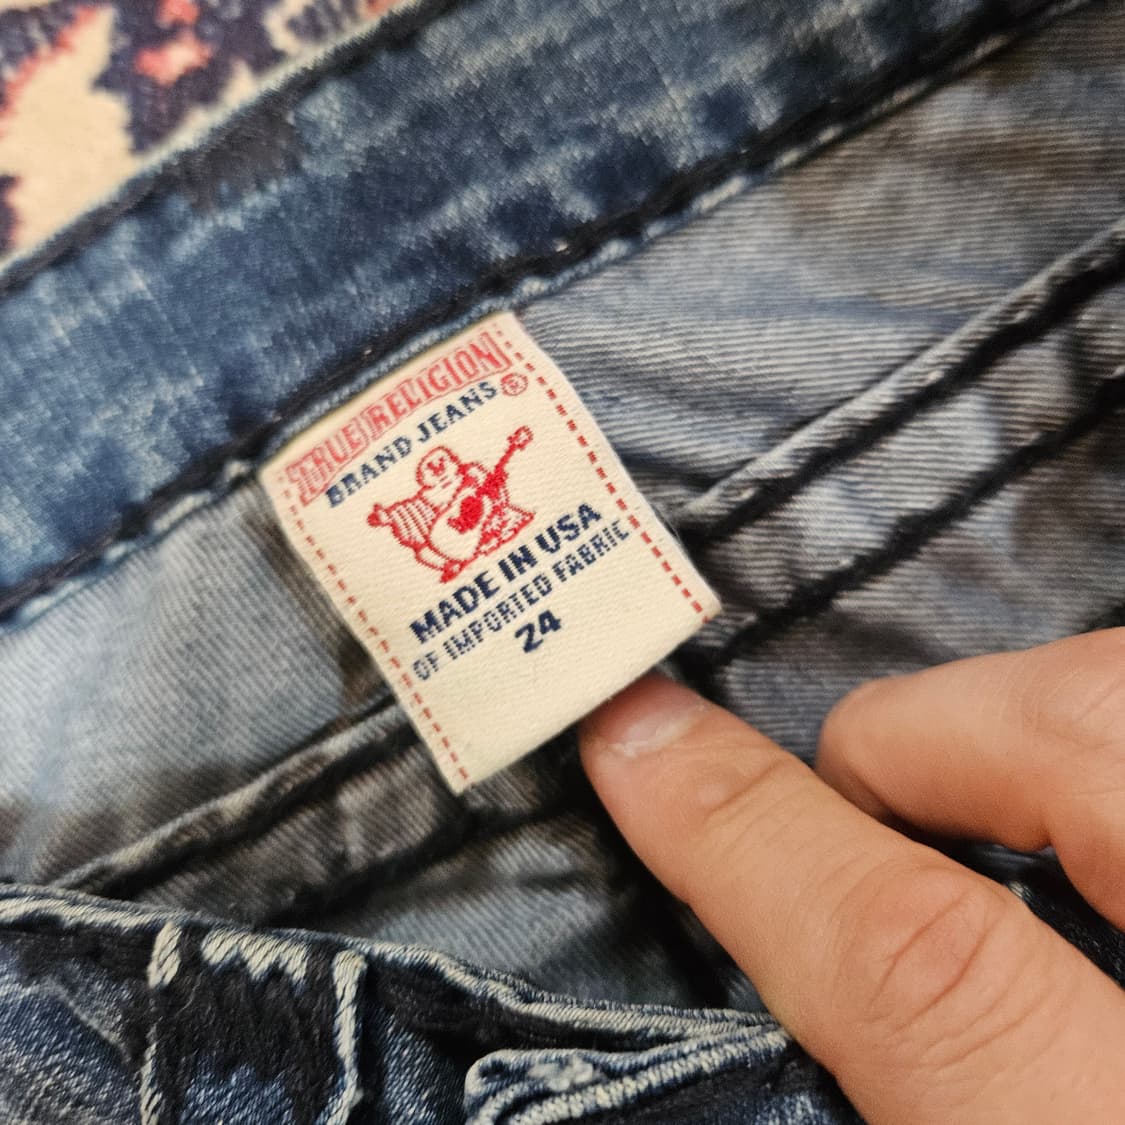 TRUE RELIGION
BRAND JEANS ®
MADE IN USA
OF IMPORTED FABRIC
24